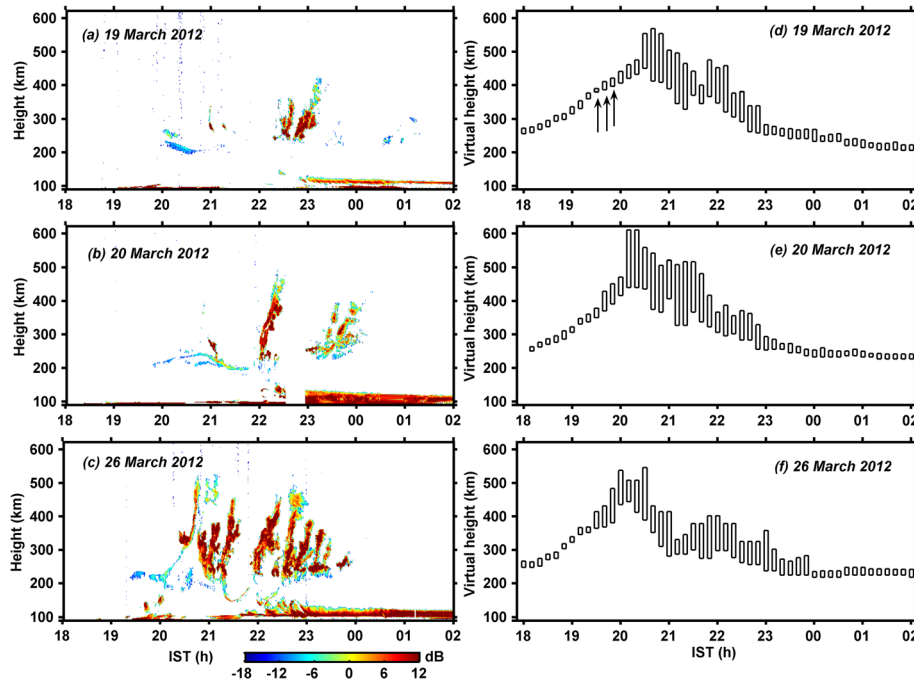 (a) 19 March 2012
(d) 19 March 2012
Height (km)
600
500
400
300
200
100
18 19 20 21 22 23 00 01 02
Virtual height (km)
600
500
400
300
200
100
18 19 20 21 22 23 00 01 02
(b) 20 March 2012
(e) 20 March 2012
Height (km)
600
500
400
300
200
100
18 19 20 21 22 23 00 01 02
Virtual height (km)
600
500
400
300
200
100
18 19 20 21 22 23 00 01 02
(c) 26 March 2012
(f) 26 March 2012
Height (km)
600
500
400
300
200
100
18 19 20 21 22 23 00 01 02
Virtual height (km)
600
500
400
300
200
100
18 19 20 21 22 23 00 01 02
IST (h)
IST (h)
dB
-18 -12 -6 0 6 12